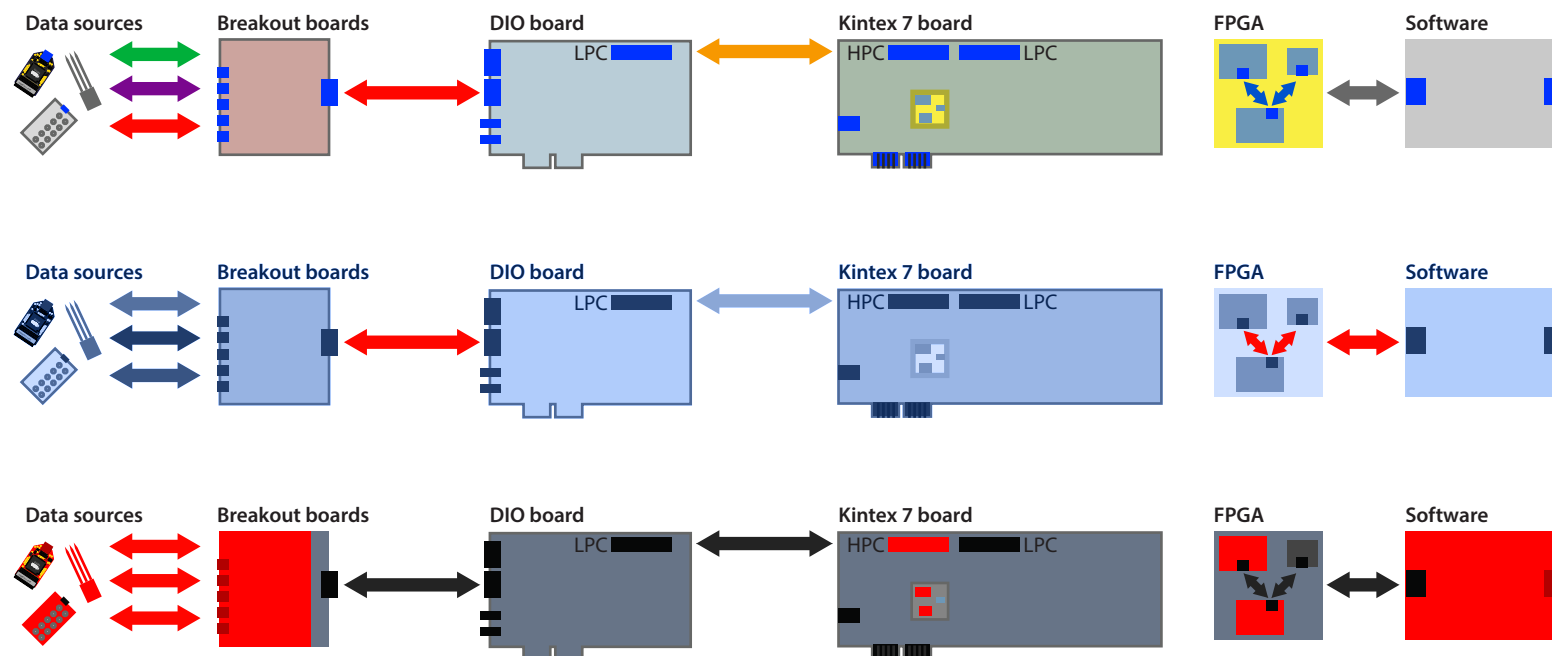 Data sources Breakout boards DIO board Kintex 7 board FPGA Software
LPC HPC LPC
Data sources Breakout boards DIO board Kintex 7 board FPGA Software
LPC HPC LPC
Data sources Breakout boards DIO board Kintex 7 board FPGA Software
LPC HPC LPC